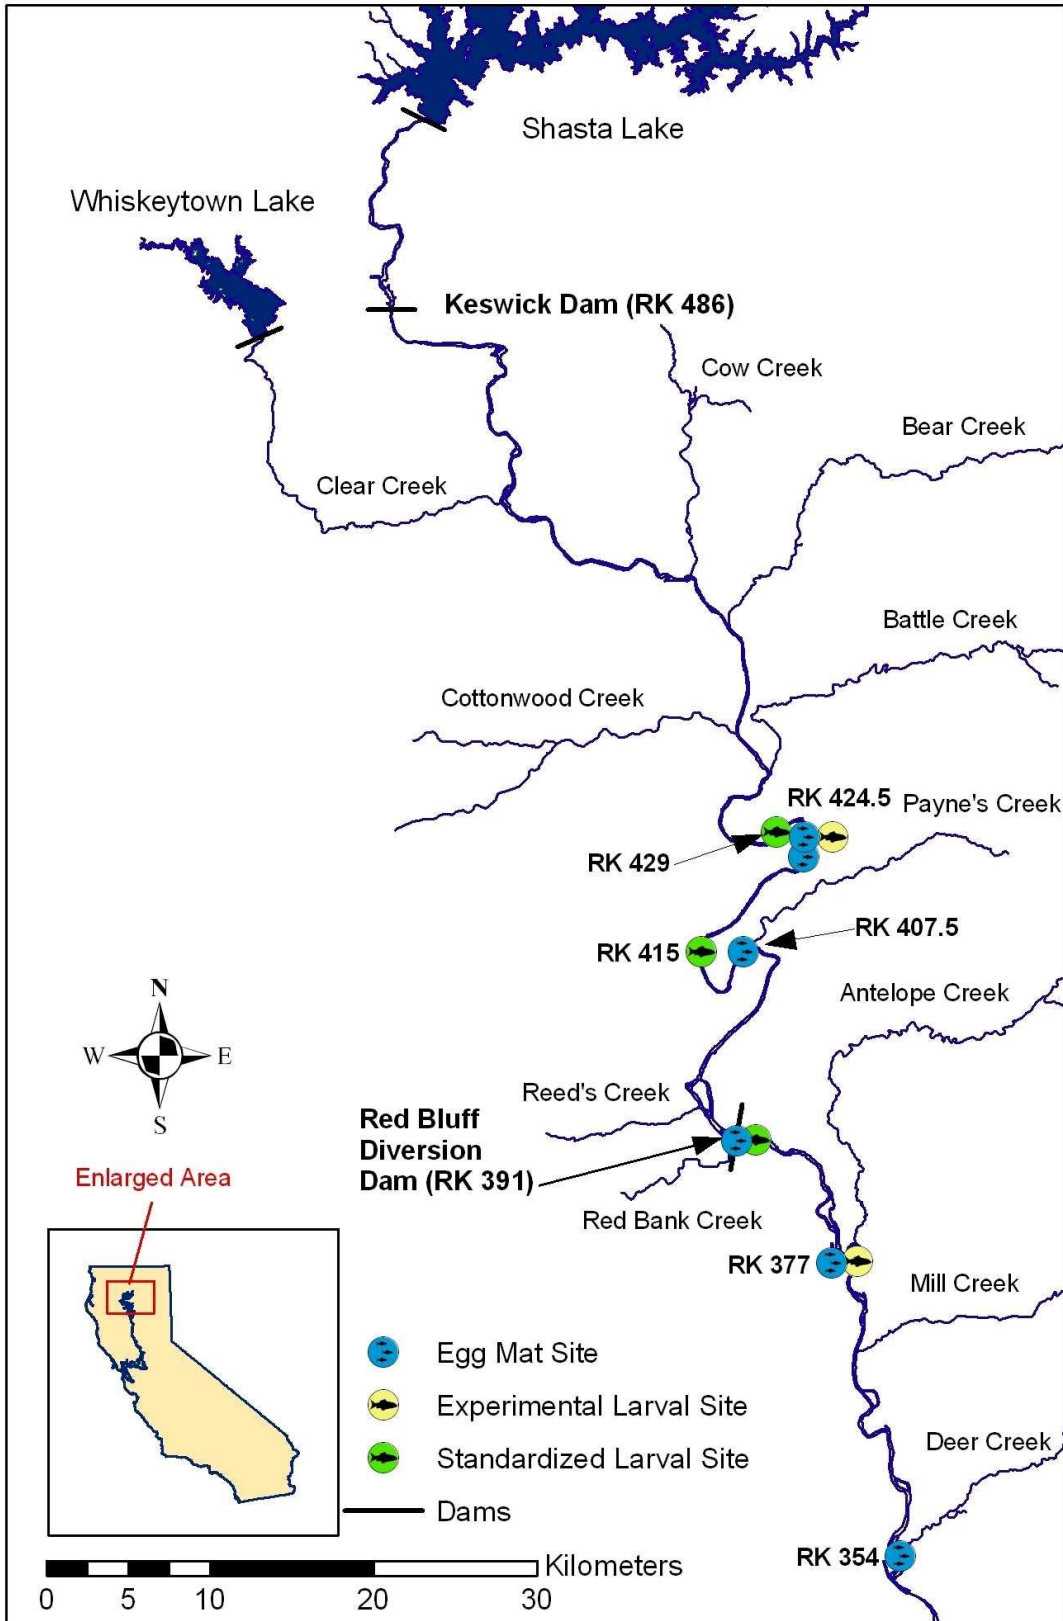 Shasta Lake
Whiskeytown Lake
Keswick Dam (RK 486)
Cow Creek
Bear Creek
Clear Creek
Battle Creek
Cottonwood Creek
RK 424.5
Payne's Creek
RK 429
RK 407.5
RK 415
Antelope Creek
N
W
E
S
Reed's Creek
Red Bluff
Diversion
Dam (RK 391)
Enlarged Area
Red Bank Creek
RK 377
Mill Creek
Egg Mat Site
Experimental Larval Site
Standardized Larval Site
Dams
Deer Creek
RK 354
Kilometers
0 5 10 20 30